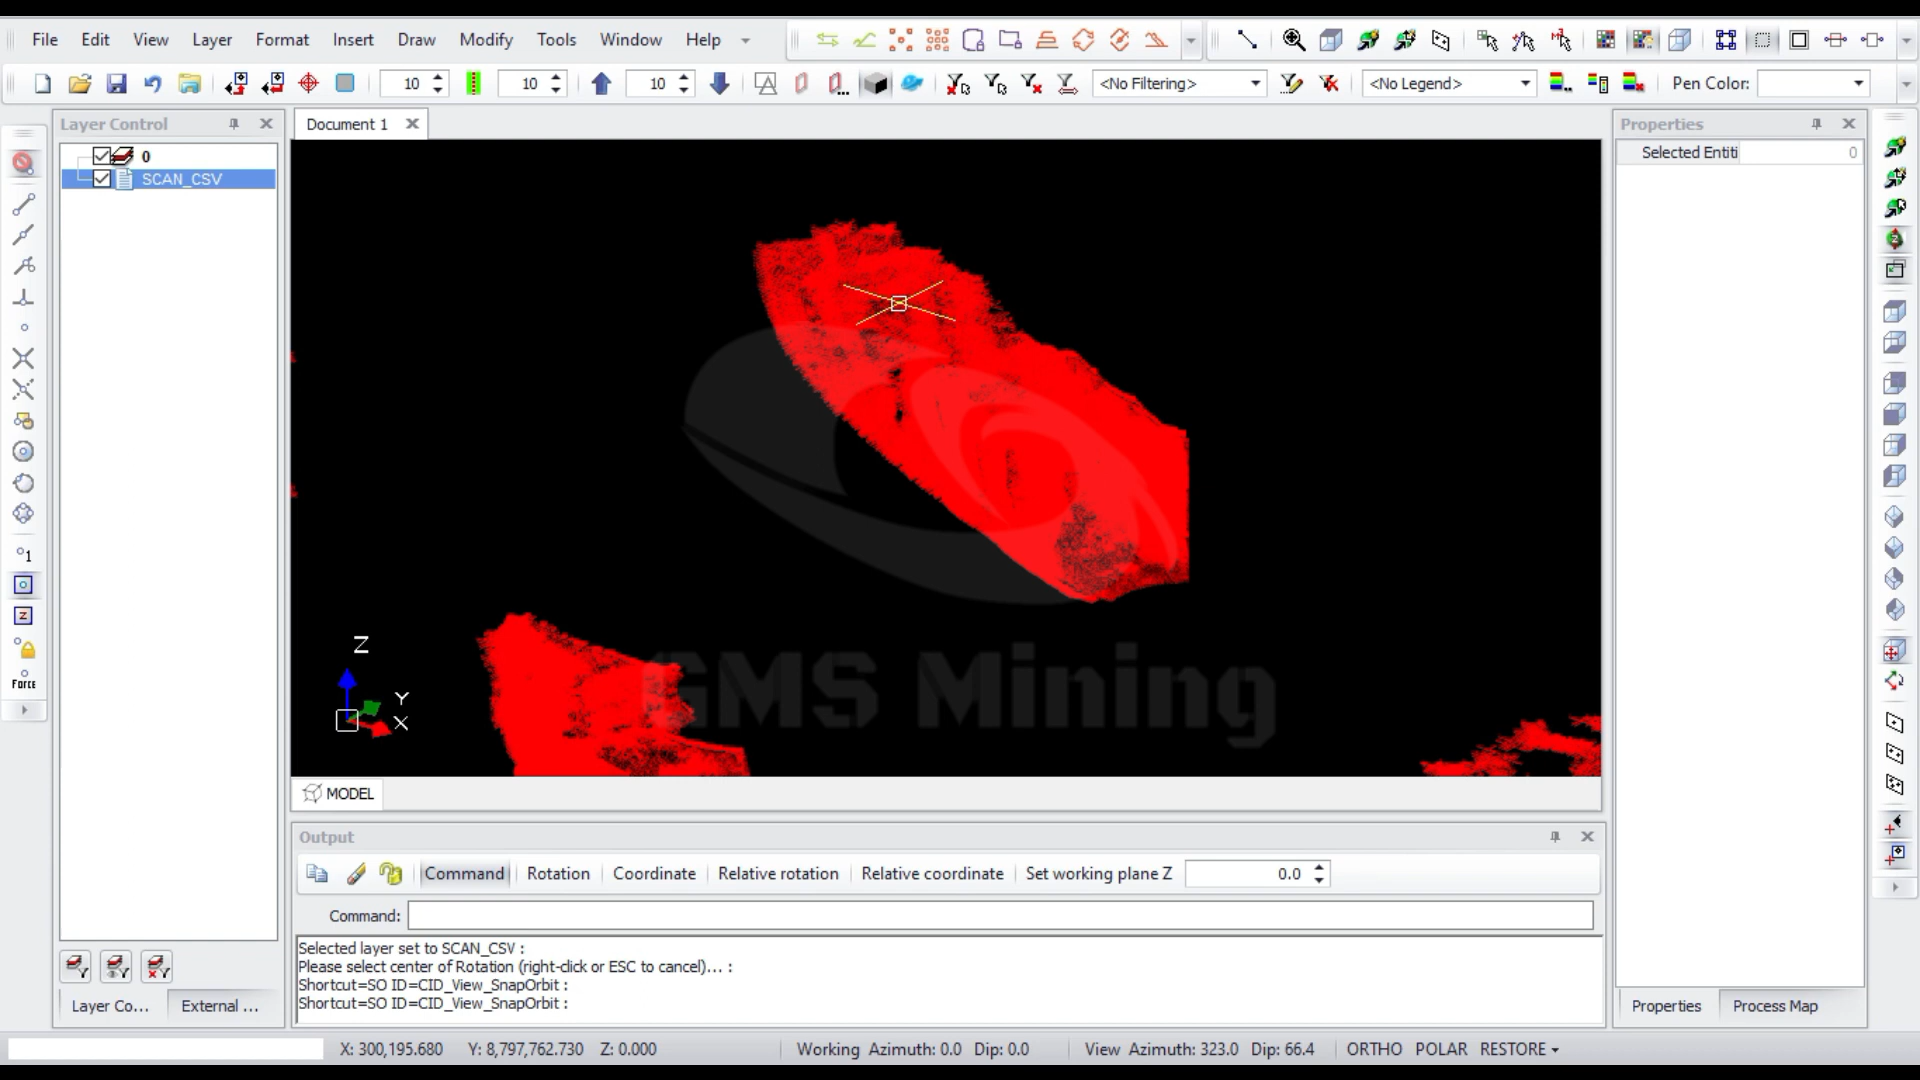 File Edit View Layer Format Insert Draw Modify Tools Window Help
10 10 10 <No Filtering> <No Legend> Pen Color:
Layer Control
0
SCAN_CSV
Document 1
Properties
Selected Entiti 0
1
Z
Force
Z
Y
X
GMS Mining
MODEL
Output
Command Rotation Coordinate Relative rotation Relative coordinate Set working plane Z 0.0
Command:
Selected layer set to SCAN_CSV :
Please select center of Rotation (right-click or ESC to cancel)... :
Shortcut=SO ID=CID_View_SnapOrbit :
Shortcut=SO ID=CID_View_SnapOrbit :
Layer Co... External ...
Properties Process Map
X: 300,195.680 Y: 8,797,762.730 Z: 0.000 Working Azimuth: 0.0 Dip: 0.0 View Azimuth: 323.0 Dip: 66.4 ORTHO POLAR RESTORE